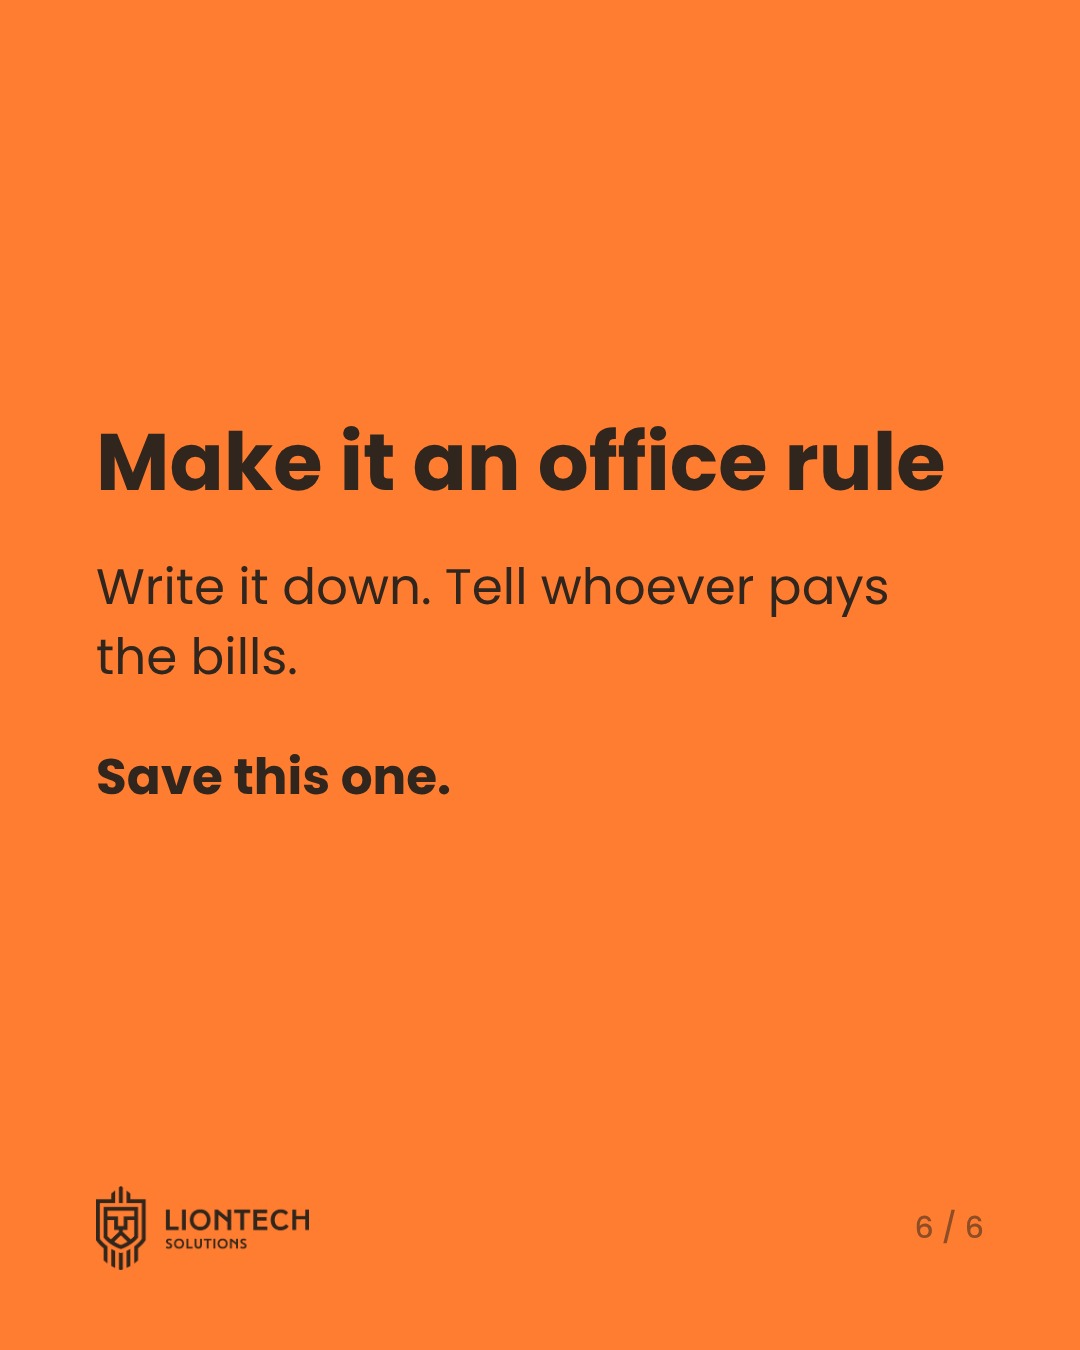 Make it an office rule
Write it down. Tell whoever pays
the bills.
Save this one.
LIONTECH
SOLUTIONS
6 / 6